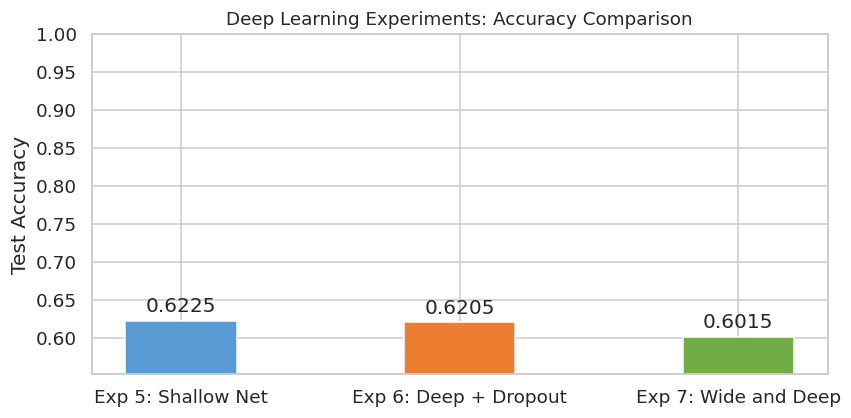 Deep Learning Experiments: Accuracy Comparison
Test Accuracy
1.00
0.95
0.90
0.85
0.80
0.75
0.70
0.65
0.60
0.6225
0.6205
0.6015
Exp 5: Shallow Net
Exp 6: Deep + Dropout
Exp 7: Wide and Deep